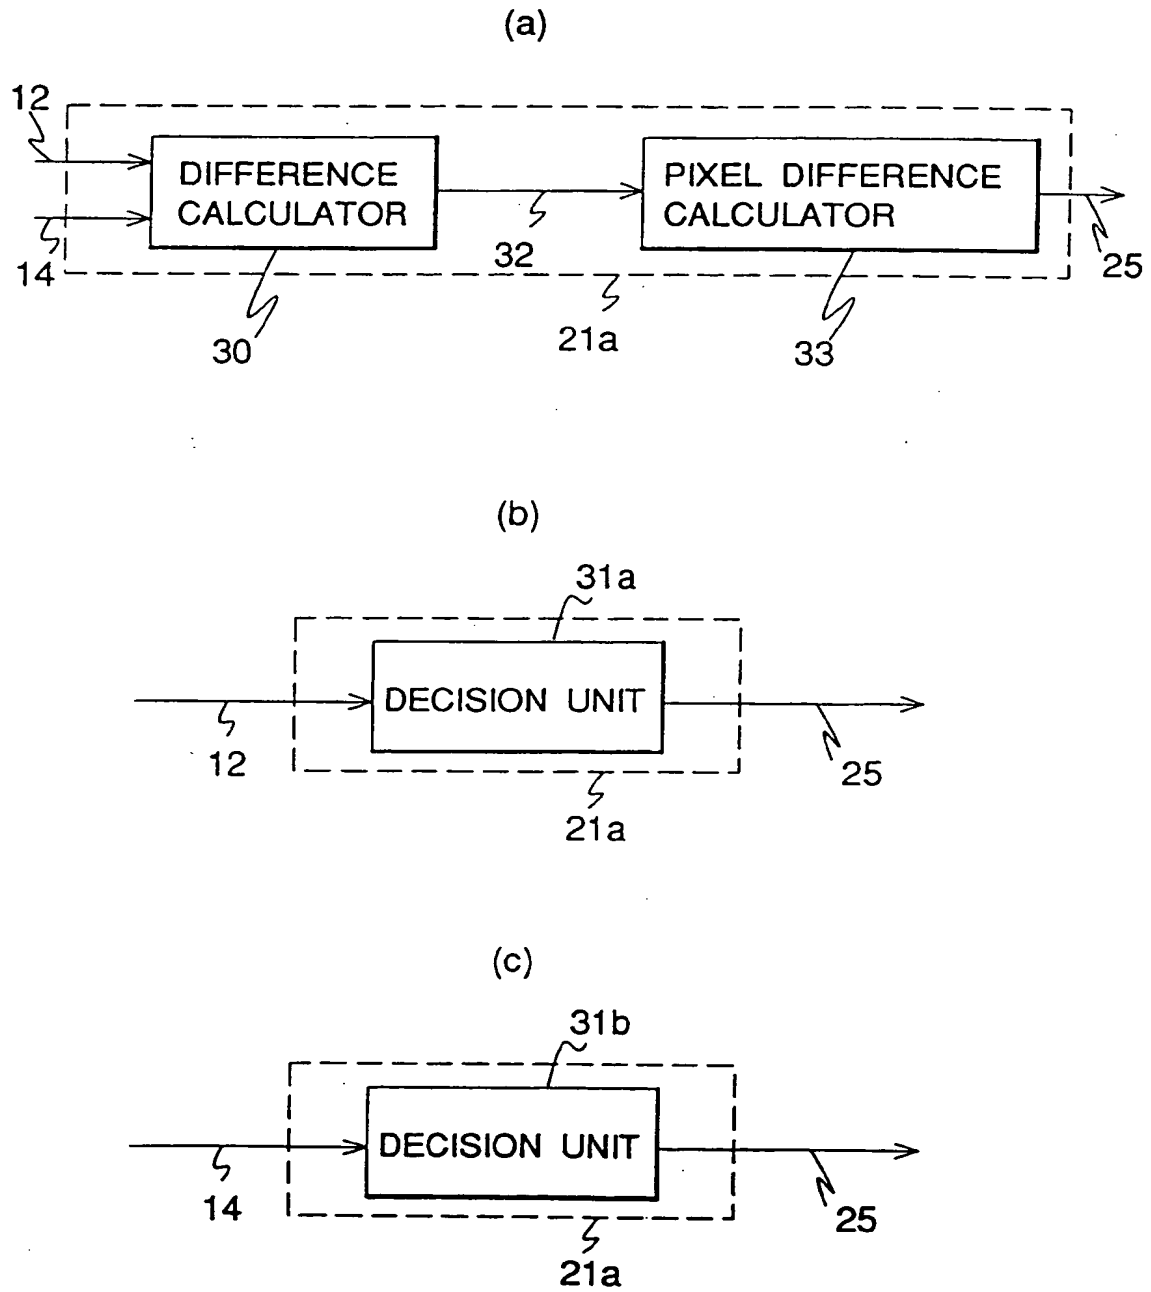 (a)
12
DIFFERENCE
CALCULATOR
PIXEL DIFFERENCE
CALCULATOR
14
32
25
30
21a
33
(b)
31a
DECISION UNIT
12
25
21a
(c)
31b
DECISION UNIT
14
25
21a